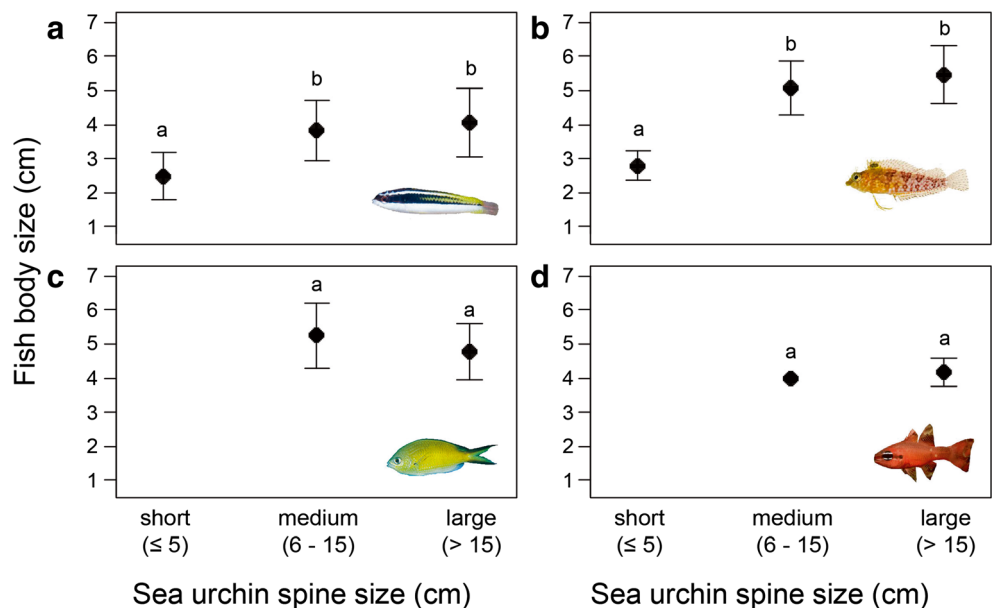 Fish body size (cm)
a
7
6
5
4
3
2
1
a
b
b
b
7
6
5
4
3
2
1
a
b
b
c
7
6
5
4
3
2
1
a
a
d
7
6
5
4
3
2
1
a
a
short medium large
(≤ 5) (6 - 15) (> 15)
short medium large
(≤ 5) (6 - 15) (> 15)
Sea urchin spine size (cm)
Sea urchin spine size (cm)